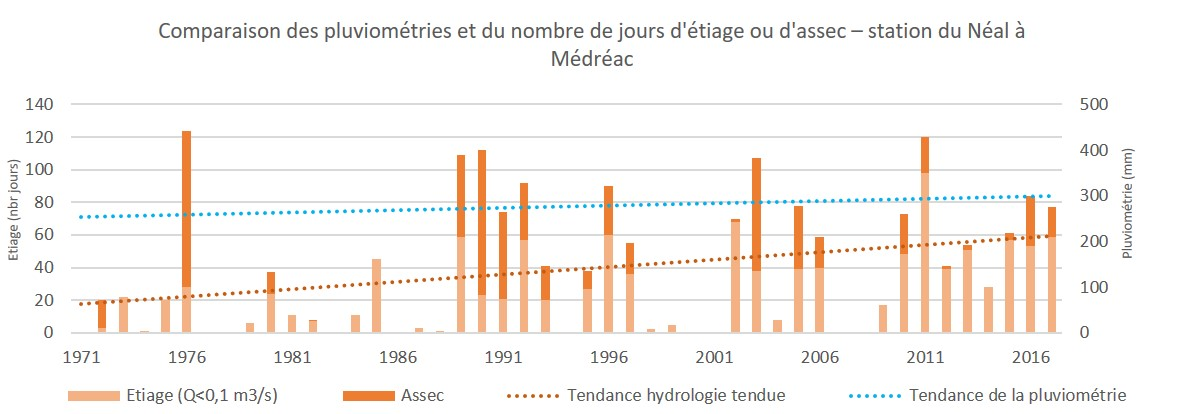 Comparaison des pluviométries et du nombre de jours d'étiage ou d'assec – station du Néal à
Médréac
Etiage (nbr jours)
140
120
100
80
60
40
20
0
500
400
300
200
100
0
Pluviométrie (mm)
1971 1976 1981 1986 1991 1996 2001 2006 2011 2016
Etiage (Q<0,1 m3/s) Assec Tendance hydrologie tendue Tendance de la pluviométrie